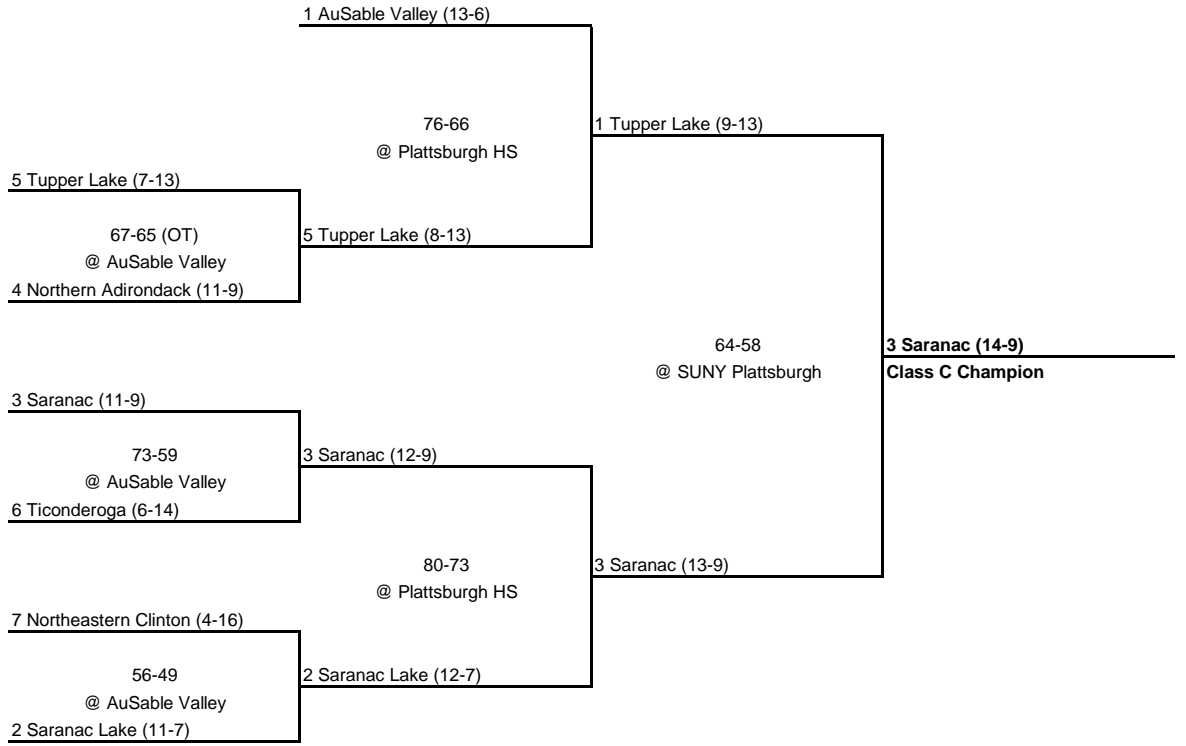 1 AuSable Valley (13-6)
76-66
@ Plattsburgh HS
1 Tupper Lake (9-13)
5 Tupper Lake (7-13)
67-65 (OT)
@ AuSable Valley
5 Tupper Lake (8-13)
4 Northern Adirondack (11-9)
64-58
@ SUNY Plattsburgh
3 Saranac (14-9)
Class C Champion
3 Saranac (11-9)
73-59
@ AuSable Valley
3 Saranac (12-9)
6 Ticonderoga (6-14)
80-73
@ Plattsburgh HS
3 Saranac (13-9)
7 Northeastern Clinton (4-16)
56-49
@ AuSable Valley
2 Saranac Lake (12-7)
2 Saranac Lake (11-7)